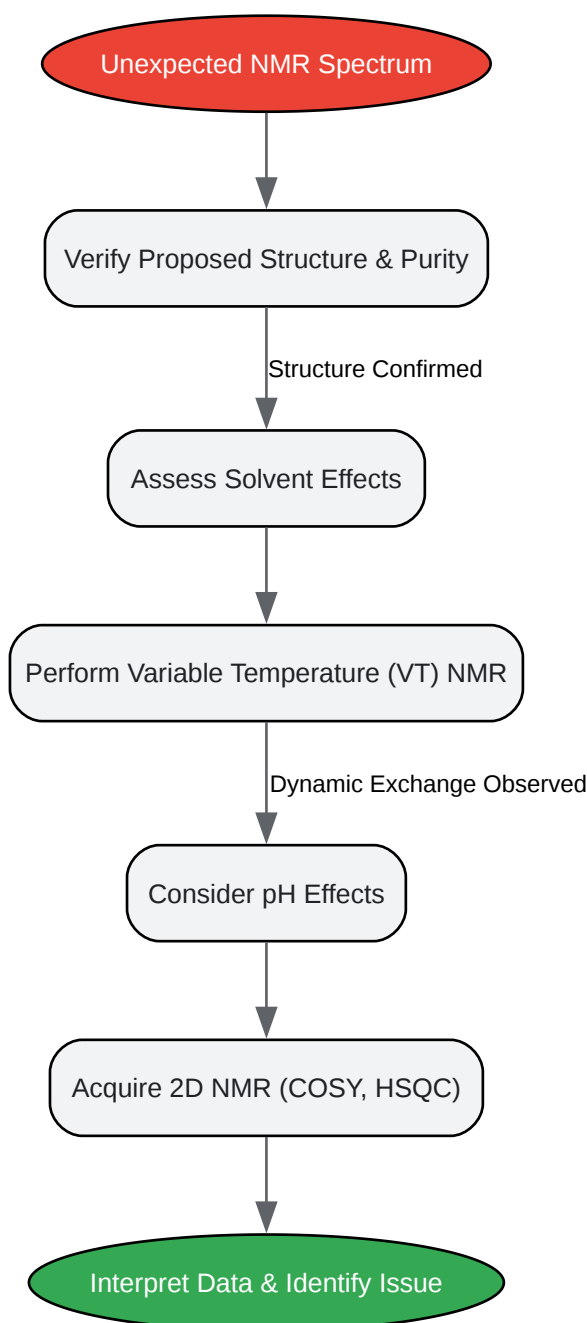 Unexpected NMR Spectrum
Verify Proposed Structure & Purity
Structure Confirmed
Assess Solvent Effects
Perform Variable Temperature (VT) NMR
Dynamic Exchange Observed
Consider pH Effects
Acquire 2D NMR (COSY, HSQC)
Interpret Data & Identify Issue